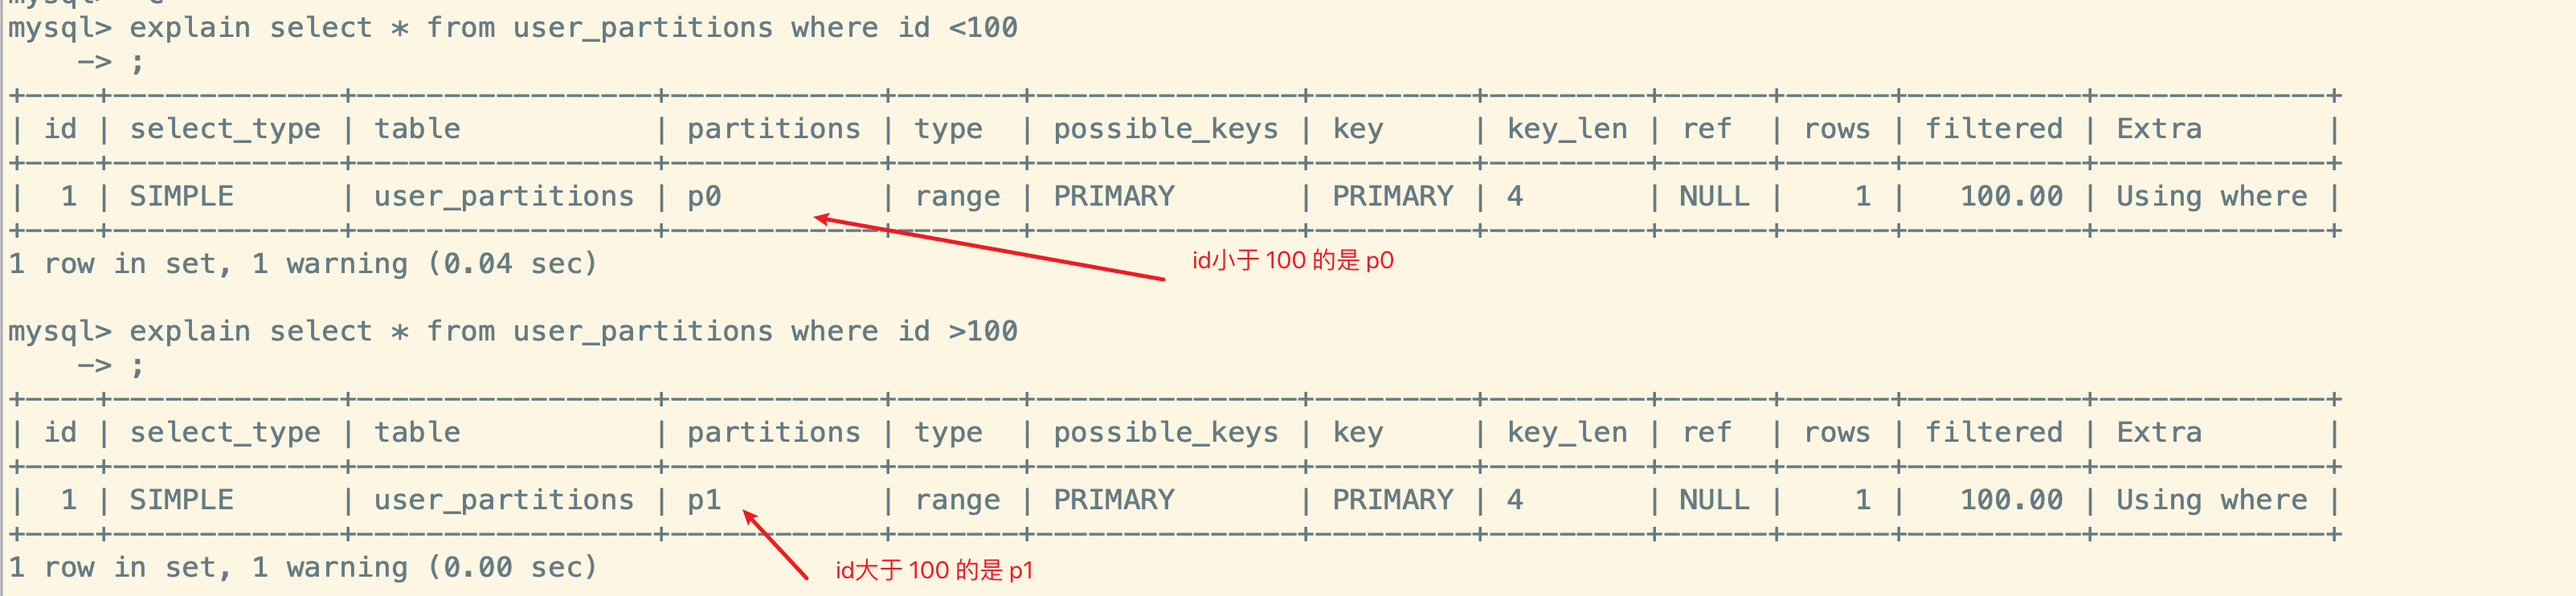 mysql> explain select * from user_partitions where id <100
    -> ;
+----+-------------+-----------------+------------+-------+---------------+---------+---------+------+------+----------+-------------+
| id | select_type | table           | partitions | type  | possible_keys | key     | key_len | ref  | rows | filtered | Extra       |
+----+-------------+-----------------+------------+-------+---------------+---------+---------+------+------+----------+-------------+
|  1 | SIMPLE      | user_partitions | p0         | range | PRIMARY       | PRIMARY | 4       | NULL |    1 |   100.00 | Using where |
+----+-------------+-----------------+------------+-------+---------------+---------+---------+------+------+----------+-------------+
id小于 100 的是 p0
1 row in set, 1 warning (0.04 sec)
mysql> explain select * from user_partitions where id >100
    -> ;
+----+-------------+-----------------+------------+-------+---------------+---------+---------+------+------+----------+-------------+
| id | select_type | table           | partitions | type  | possible_keys | key     | key_len | ref  | rows | filtered | Extra       |
+----+-------------+-----------------+------------+-------+---------------+---------+---------+------+------+----------+-------------+
|  1 | SIMPLE      | user_partitions | p1         | range | PRIMARY       | PRIMARY | 4       | NULL |    1 |   100.00 | Using where |
+----+-------------+-----------------+------------+-------+---------------+---------+---------+------+------+----------+-------------+
1 row in set, 1 warning (0.00 sec)
id大于 100 的是 p1